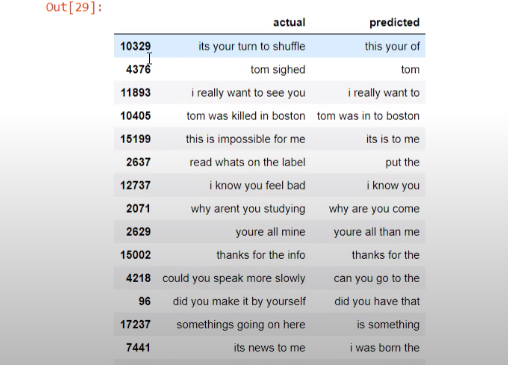 Out[29]:
actual predicted
10329 its your turn to shuffle this your of
4376 tom sighed tom
11893 i really want to see you i really want to
10405 tom was killed in boston tom was in to boston
15199 this is impossible for me its is to me
2637 read whats on the label put the
12737 i know you feel bad i know you
2071 why arent you studying why are you come
2629 youre all mine youre all than me
15002 thanks for the info thanks for the
4218 could you speak more slowly can you go to the
96 did you make it by yourself did you have that
17237 somethings going on here is something
7441 its news to me i was born the